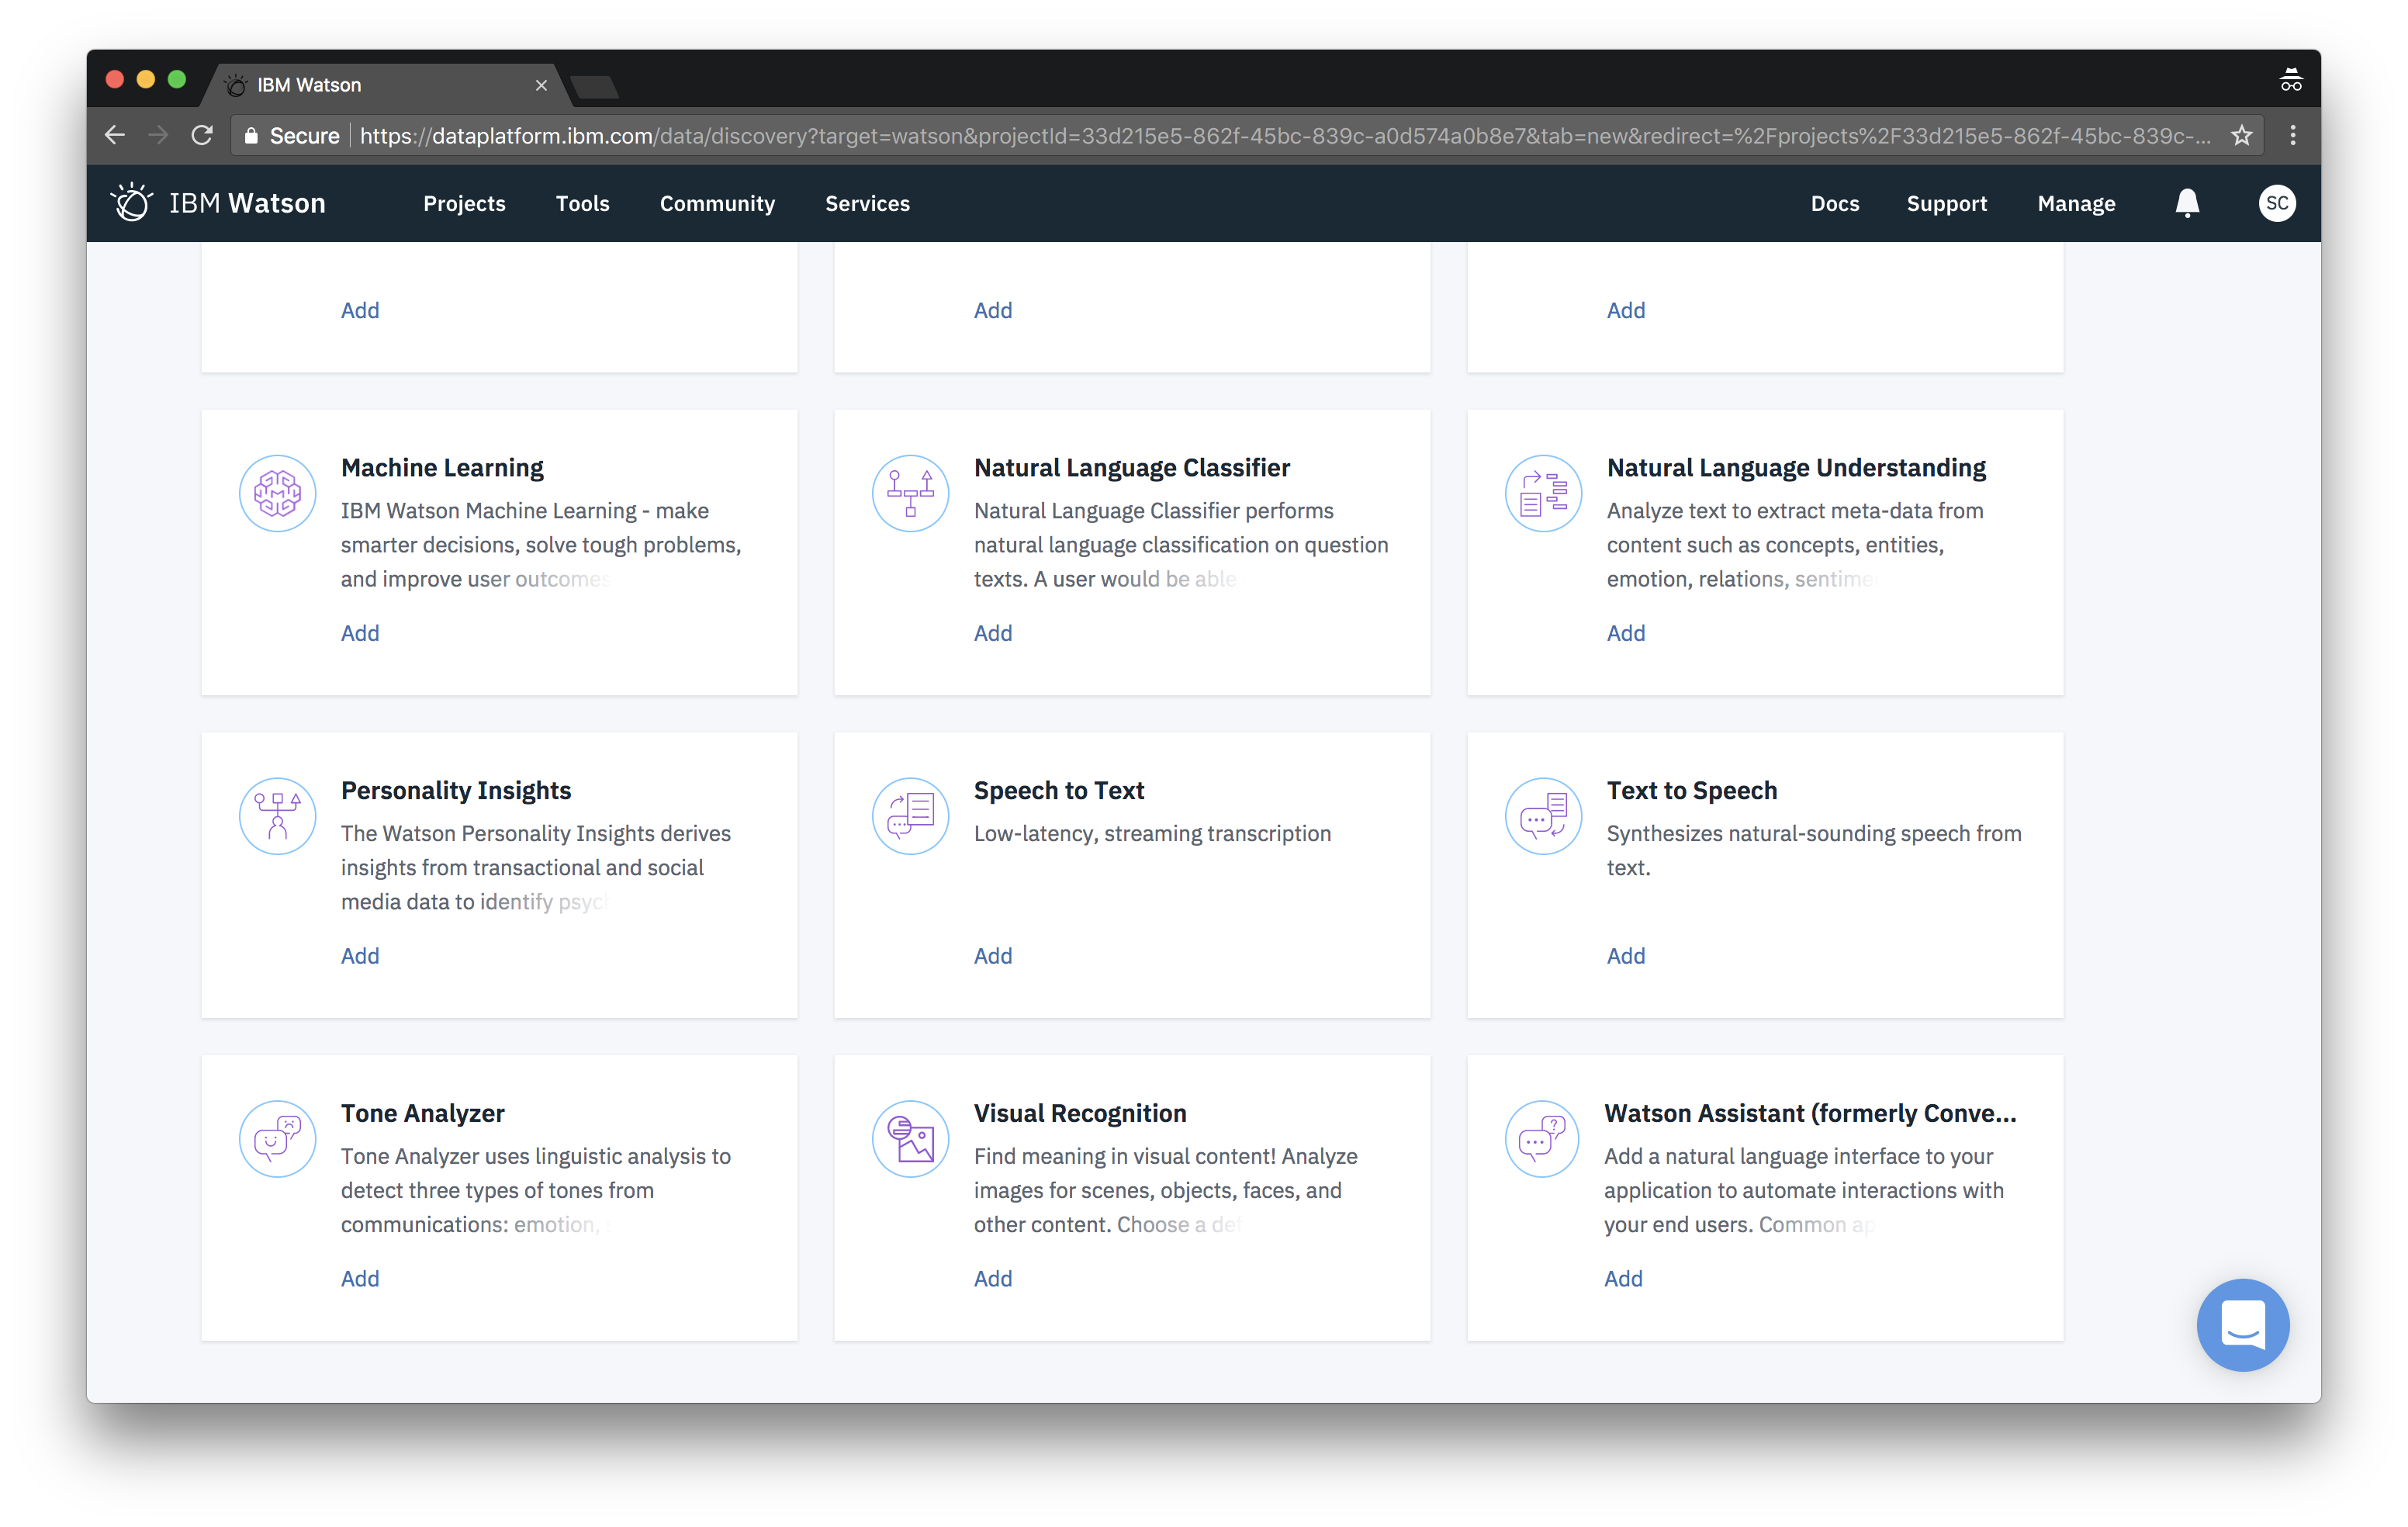 IBM Watson
Secure https://dataplatform.ibm.com/data/discovery?target=watson&projectId=33d215e5-862f-45bc-839c-a0d574a0b8e7&tab=new&redirect=%2Fprojects%2F33d215e5-862f-45bc-839c-...
IBM Watson Projects Tools Community Services Docs Support Manage SC
Add Add Add
Machine Learning
IBM Watson Machine Learning - make
smarter decisions, solve tough problems,
and improve user outcomes
Add
Natural Language Classifier
Natural Language Classifier performs
natural language classification on question
texts. A user would be able
Add
Natural Language Understanding
Analyze text to extract meta-data from
content such as concepts, entities,
emotion, relations, sentime
Add
Personality Insights
The Watson Personality Insights derives
insights from transactional and social
media data to identify psych
Add
Speech to Text
Low-latency, streaming transcription
Add
Text to Speech
Synthesizes natural-sounding speech from
text.
Add
Tone Analyzer
Tone Analyzer uses linguistic analysis to
detect three types of tones from
communications: emotion, s
Add
Visual Recognition
Find meaning in visual content! Analyze
images for scenes, objects, faces, and
other content. Choose a def
Add
Watson Assistant (formerly Conve...
Add a natural language interface to your
application to automate interactions with
your end users. Common ap
Add